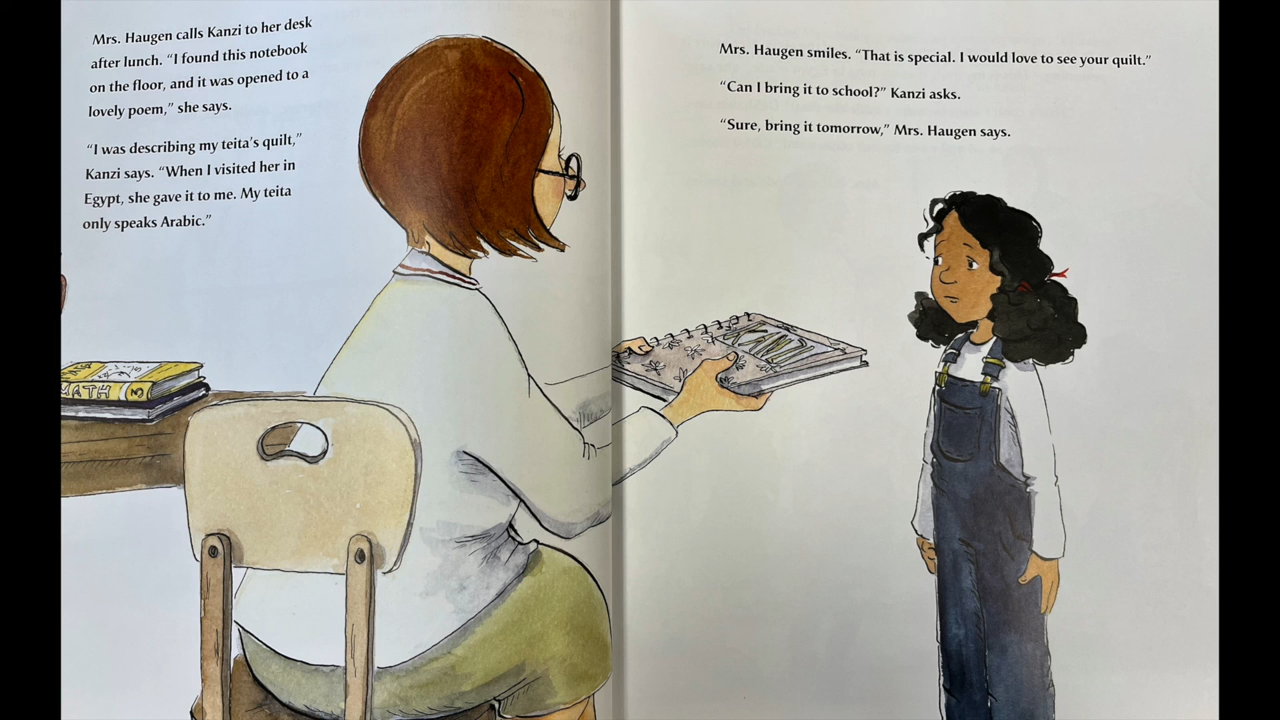 Mrs. Haugen calls Kanzi to her desk
after lunch. “I found this notebook
on the floor, and it was opened to a
lovely poem,” she says.
“I was describing my teita’s quilt,”
Kanzi says. “When I visited her in
Egypt, she gave it to me. My teita
only speaks Arabic.”
MATH
Mrs. Haugen smiles. “That is special. I would love to see your quilt.”
“Can I bring it to school?” Kanzi asks.
“Sure, bring it tomorrow,” Mrs. Haugen says.
KANZI